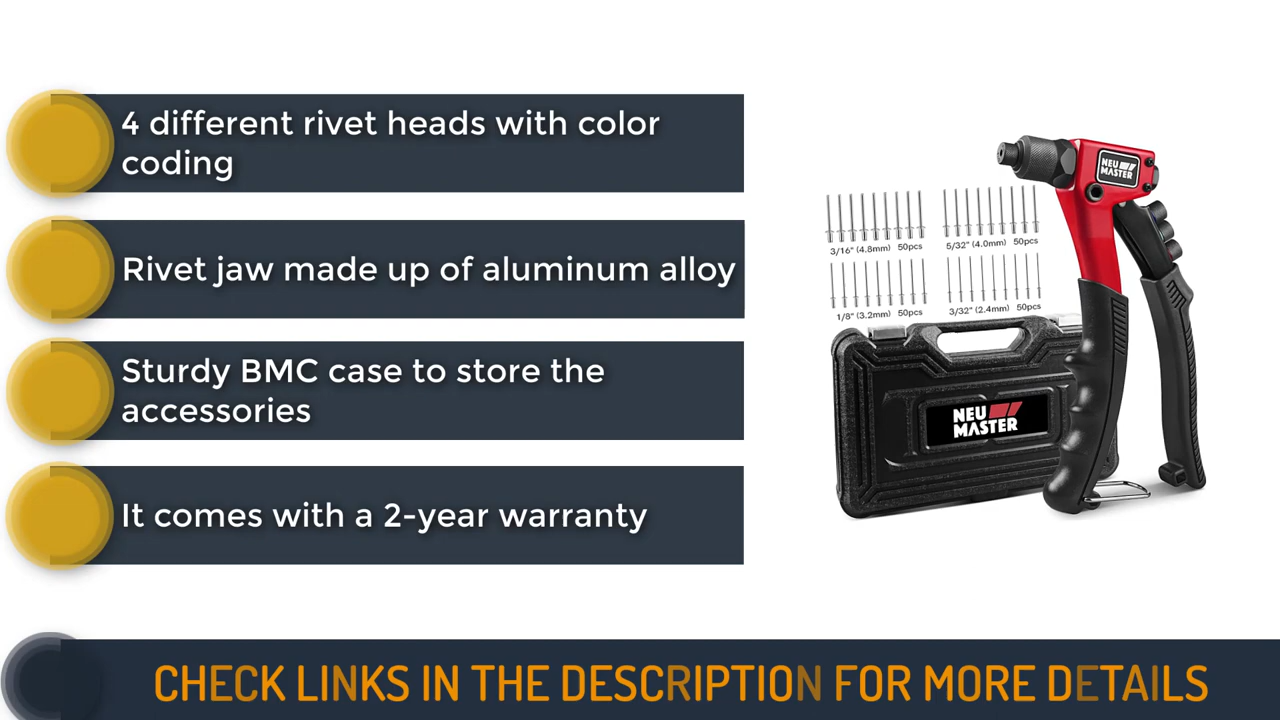 4 different rivet heads with color
coding
Rivet jaw made up of aluminum alloy
Sturdy BMC case to store the
accessories
It comes with a 2-year warranty
NEU
MASTER
3/16" (4.8mm) 50pcs
5/32" (4.0mm) 50pcs
1/8" (3.2mm) 50pcs
3/32" (2.4mm) 50pcs
NEU
MASTER
CHECK LINKS IN THE DESCRIPTION FOR MORE DETAILS